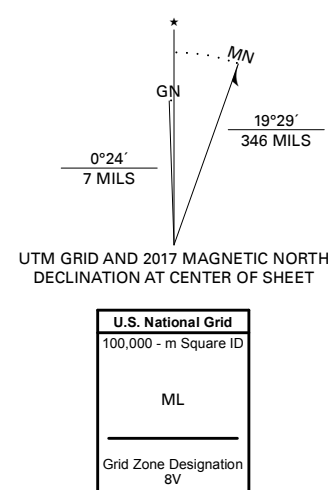 ★
MN
GN
19°29´
346 MILS
0°24´
7 MILS
UTM GRID AND 2017 MAGNETIC NORTH
DECLINATION AT CENTER OF SHEET
U.S. National Grid
100,000 - m Square ID
ML
Grid Zone Designation
8V